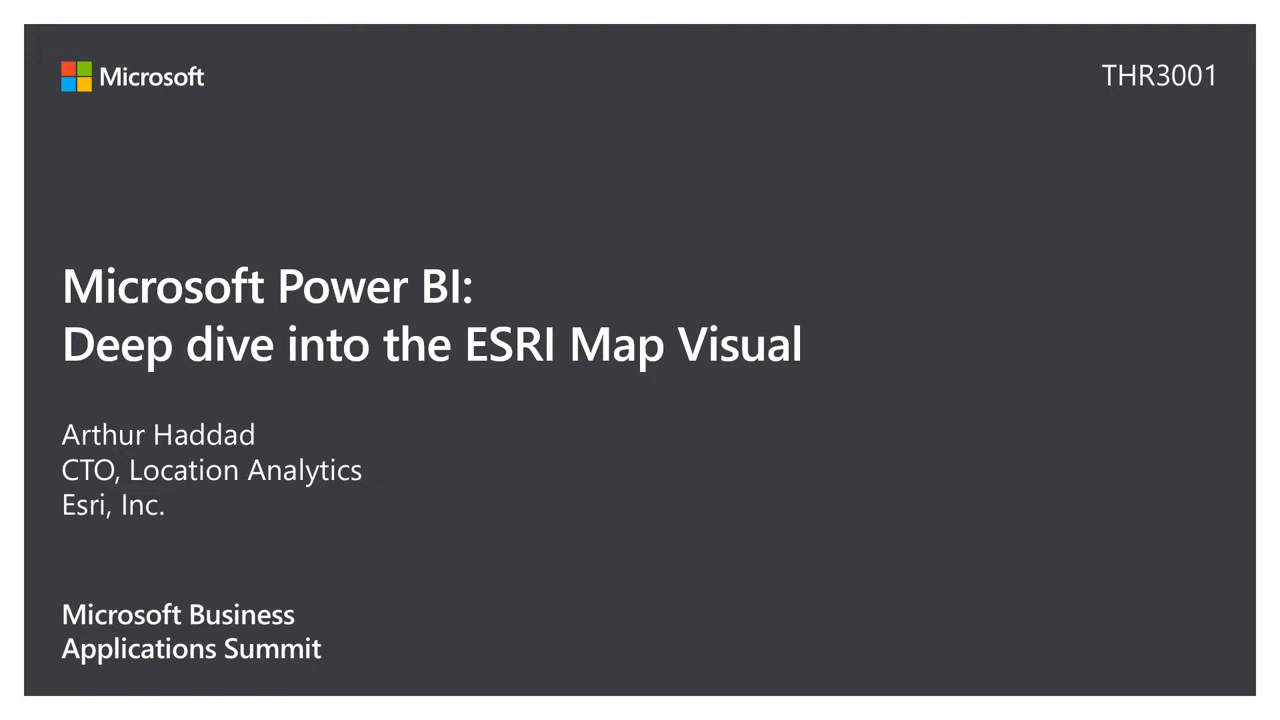 Microsoft
THR3001
Microsoft Power BI:
Deep dive into the ESRI Map Visual
Arthur Haddad
CTO, Location Analytics
Esri, Inc.
Microsoft Business
Applications Summit